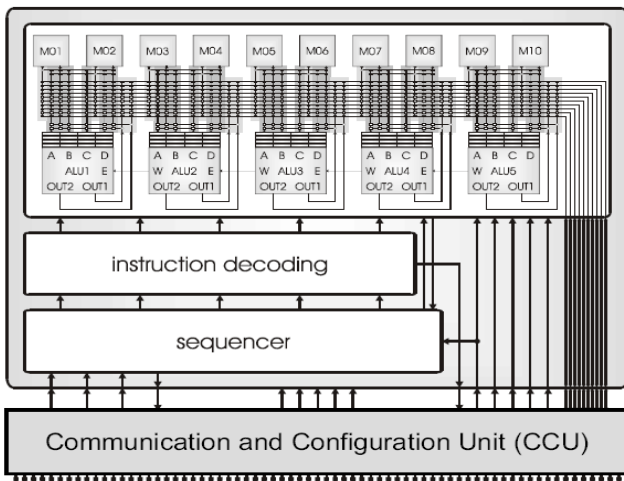 M01 M02 M03 M04 M05 M06 M07 M08 M09 M10
A B C D A B C D A B C D A B C D A B C D
ALU1 E W ALU2 E W ALU3 E W ALU4 E W ALU5
OUT2 OUT1 OUT2 OUT1 OUT2 OUT1 OUT2 OUT1 OUT2 OUT1
instruction decoding
sequencer
Communication and Configuration Unit (CCU)